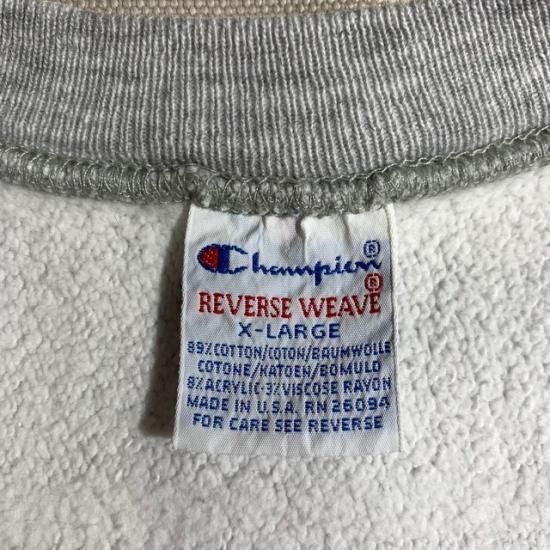 Champion®
REVERSE WEAVE®
X-LARGE
89% COTTON/COTON/BAUMWOLLE
COTONE/KATOEN/BOMULD
8% ACRYLIC-3% VISCOSE RAYON
MADE IN U.S.A. RN 26094
FOR CARE SEE REVERSE